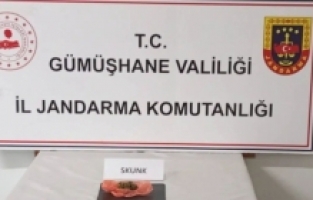 T.C.
GÜMÜŞHANE VALİLİĞİ
İL JANDARMA KOMUTANLIĞI
SKUNK